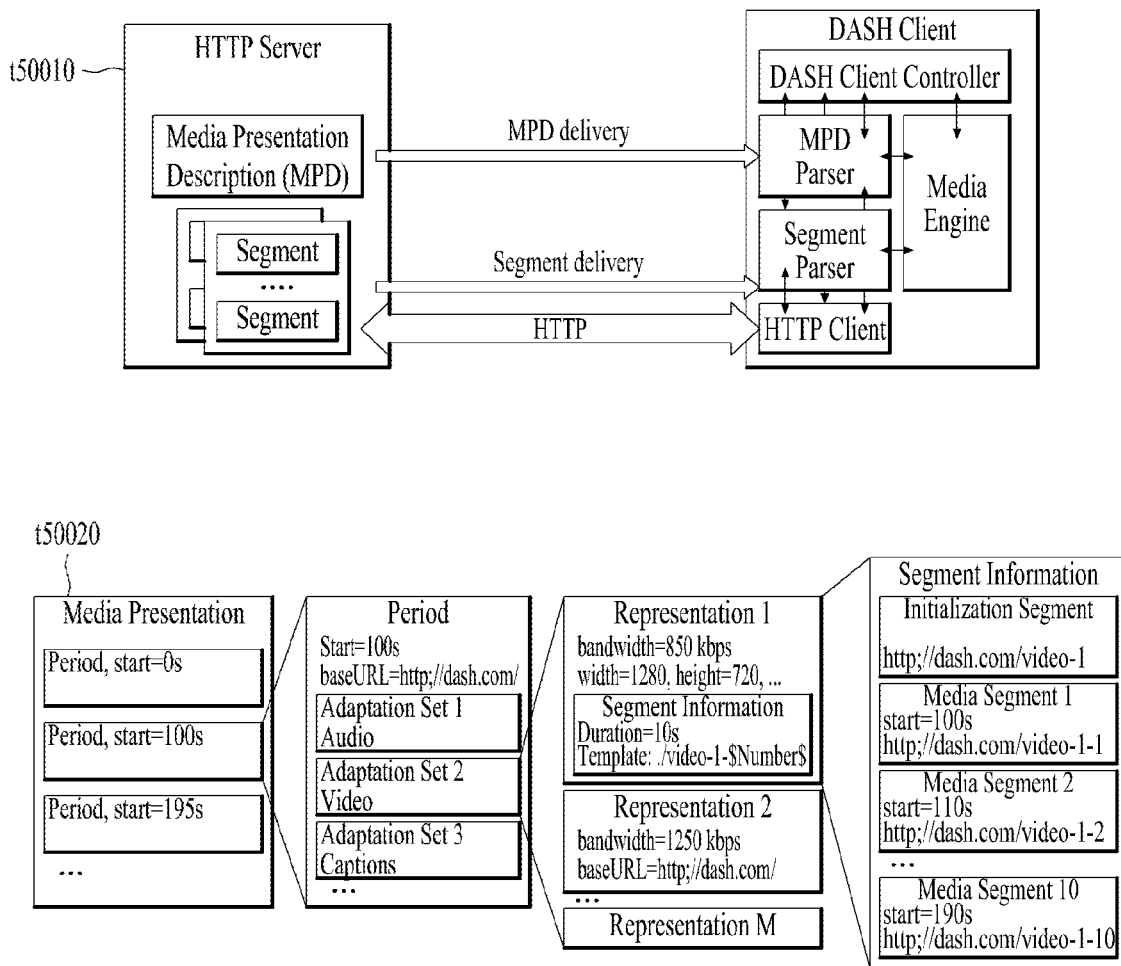 t50010
HTTP Server
Media Presentation
Description (MPD)
Segment
....
Segment
MPD delivery
Segment delivery
HTTP
DASH Client
DASH Client Controller
MPD
Parser
Segment
Parser
HTTP Client
Media
Engine
t50020
Media Presentation
Period, start=0s
Period, start=100s
Period, start=195s
...
Period
Start=100s
baseURL=http;//dash.com/
Adaptation Set 1
Audio
Adaptation Set 2
Video
Adaptation Set 3
Captions
...
Representation 1
bandwidth=850 kbps
width=1280, height=720, ...
Segment Information
Duration=10s
Template: ./video-1-$Number$
Representation 2
bandwidth=1250 kbps
baseURL=http;//dash.com/
...
Representation M
Segment Information
Initialization Segment
http;//dash.com/video-1
Media Segment 1
start=100s
http;//dash.com/video-1-1
Media Segment 2
start=110s
http;//dash.com/video-1-2
...
Media Segment 10
start=190s
http;//dash.com/video-1-10